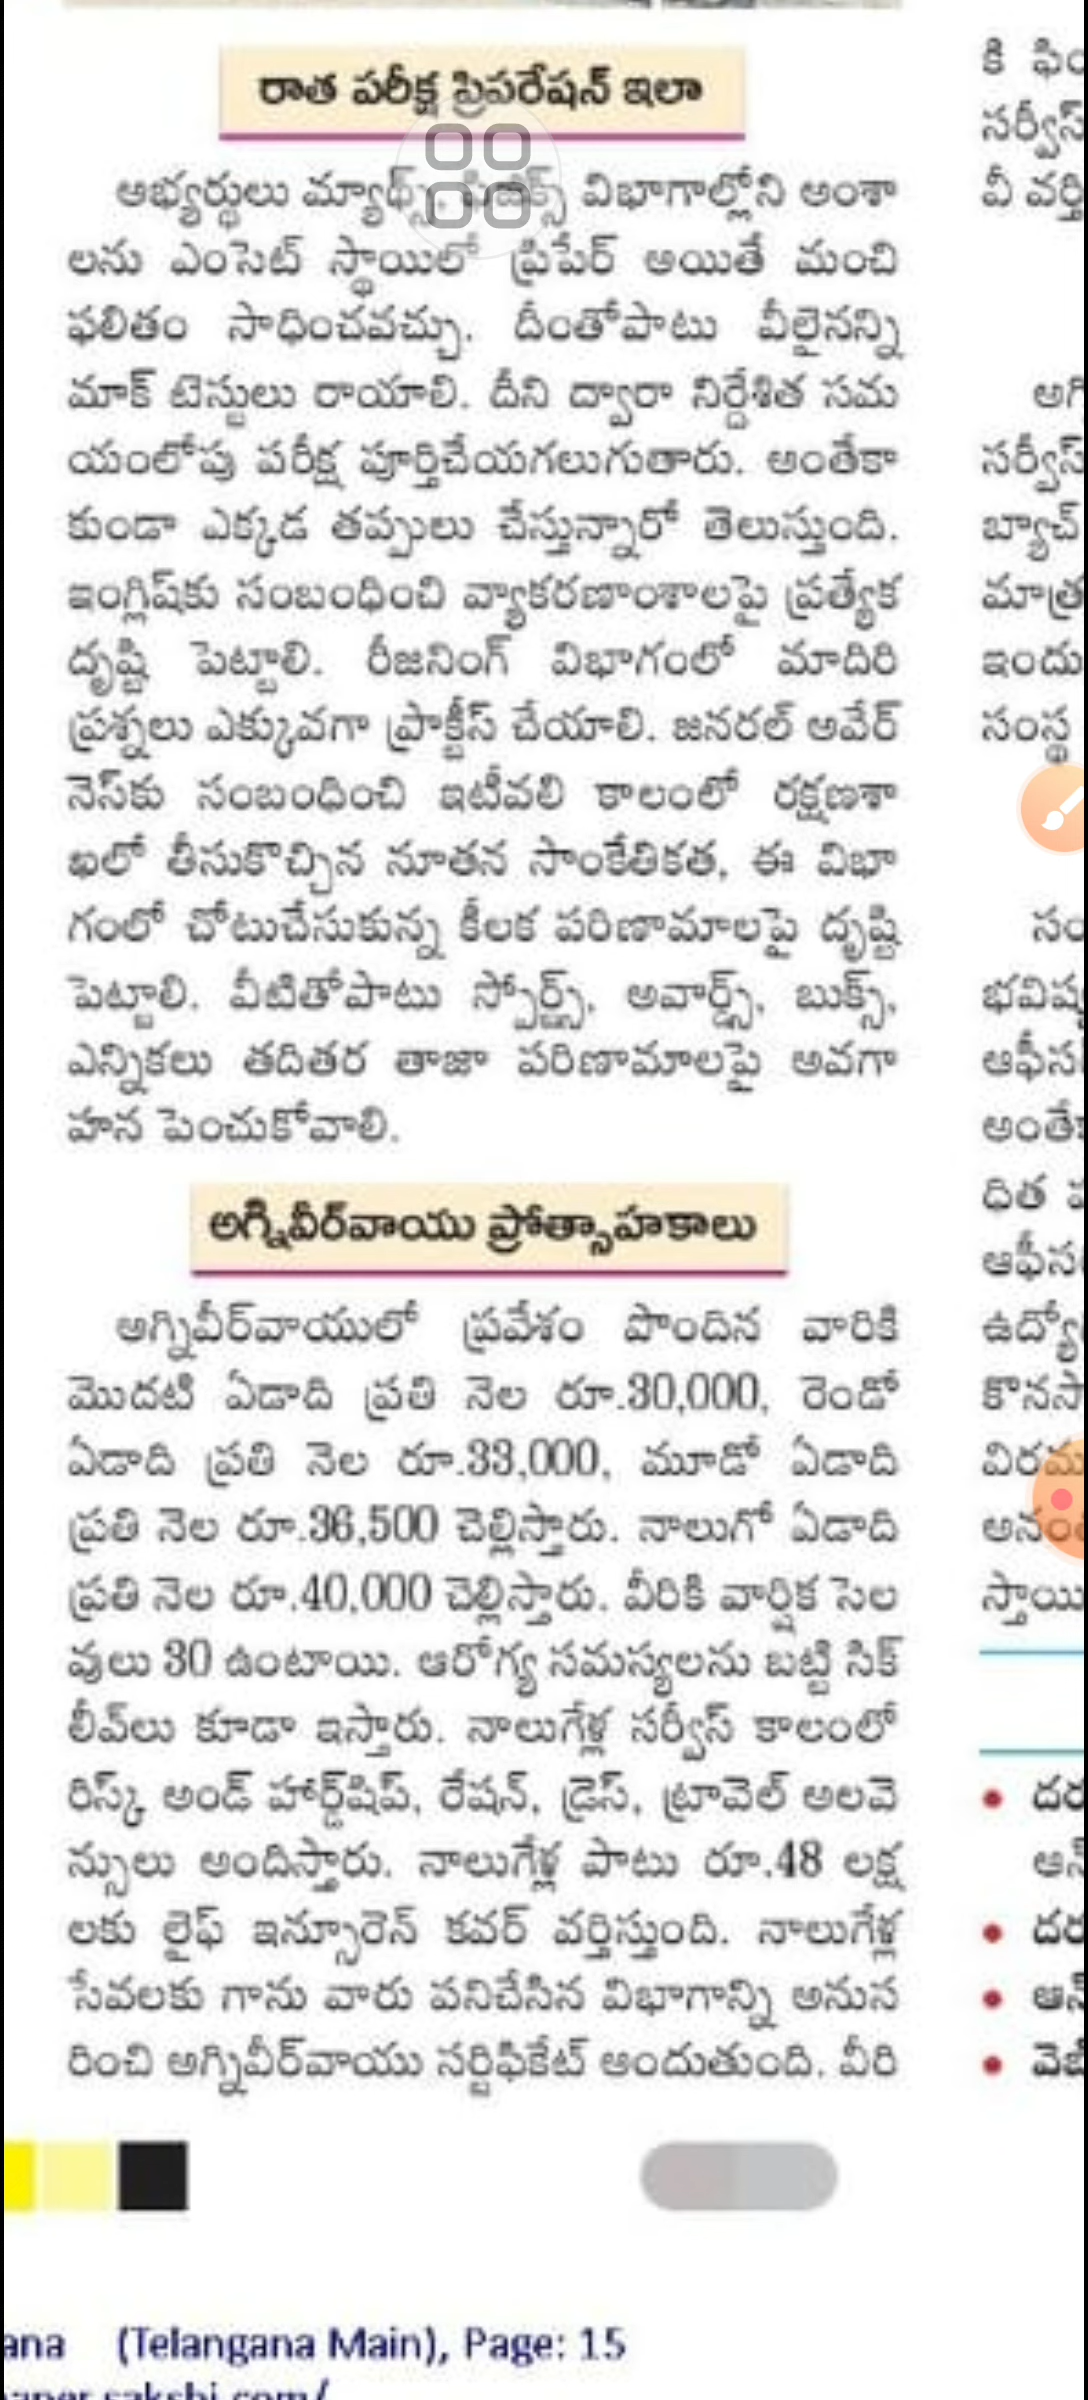 రాత పరీక్ష ప్రిపరేషన్ ఇలా
ఆభ్యర్థులు మ్యాథ్స్, ఫిజిక్స్ విభాగాల్లోని అంశా
లను ఎంసెట్ స్థాయిలో ప్రిపేర్ అయితే మంచి
ఫలితం సాధించవచ్చు. దీంతోపాటు వీలైనన్ని
మాక్ టెస్టులు రాయాలి. దీని ద్వారా నిర్దేశిత సమ
యంలోపు పరీక్ష పూర్తిచేయగలుగుతారు. అంతేకా
కుండా ఎక్కడ తప్పులు చేస్తున్నారో తెలుస్తుంది.
ఇంగ్లిష్‌కు సంబంధించి వ్యాకరణాంశాలపై ప్రత్యేక
దృష్టి పెట్టాలి. రీజనింగ్ విభాగంలో మాదిరి
ప్రశ్నలు ఎక్కువగా ప్రాక్టీస్ చేయాలి. జనరల్ అవేర్
నెస్‌కు సంబంధించి ఇటీవలి కాలంలో రక్షణశా
ఖలో తీసుకొచ్చిన నూతన సాంకేతికత, ఈ విభా
గంలో చోటుచేసుకున్న కీలక పరిణామాలపై దృష్టి
పెట్టాలి. వీటితోపాటు స్పోర్ట్స్, అవార్డ్స్, బుక్స్,
ఎన్నికలు తదితర తాజా పరిణామాలపై అవగా
హన పెంచుకోవాలి.
అగ్నివీర్‌వాయు ప్రోత్సాహకాలు
ఆగ్నివీర్‌వాయులో ప్రవేశం పొందిన వారికి
మొదటి ఏడాది ప్రతి నెల రూ.30,000, రెండో
ఏడాది ప్రతి నెల రూ.33,000, మూడో ఏడాది
ప్రతి నెల రూ.36,500 చెల్లిస్తారు. నాలుగో ఏడాది
ప్రతి నెల రూ.40,000 చెల్లిస్తారు. వీరికి వార్షిక సెల
వులు 30 ఉంటాయి. ఆరోగ్య సమస్యలను బట్టి సిక్
లీవ్‌లు కూడా ఇస్తారు. నాలుగేళ్ల సర్వీస్ కాలంలో
రిస్క్ అండ్ హార్డ్‌షిప్, రేషన్, డ్రెస్, ట్రావెల్ అలవె
న్సులు అందిస్తారు. నాలుగేళ్ల పాటు రూ.48 లక్ష
లకు లైఫ్ ఇన్సూరెన్ కవర్ వర్తిస్తుంది. నాలుగేళ్ల
సేవలకు గాను వారు పనిచేసిన విభాగాన్ని అనుస
రించి అగ్నివీర్‌వాయు సర్టిఫికేట్ అందుతుంది. వీరి
కి
సర్వీస్
వీ
సర్వీస్
బ్యాచ్
మాత్ర
ఇందు
సంస్థ
ధిత
(Telangana Main), Page: 15